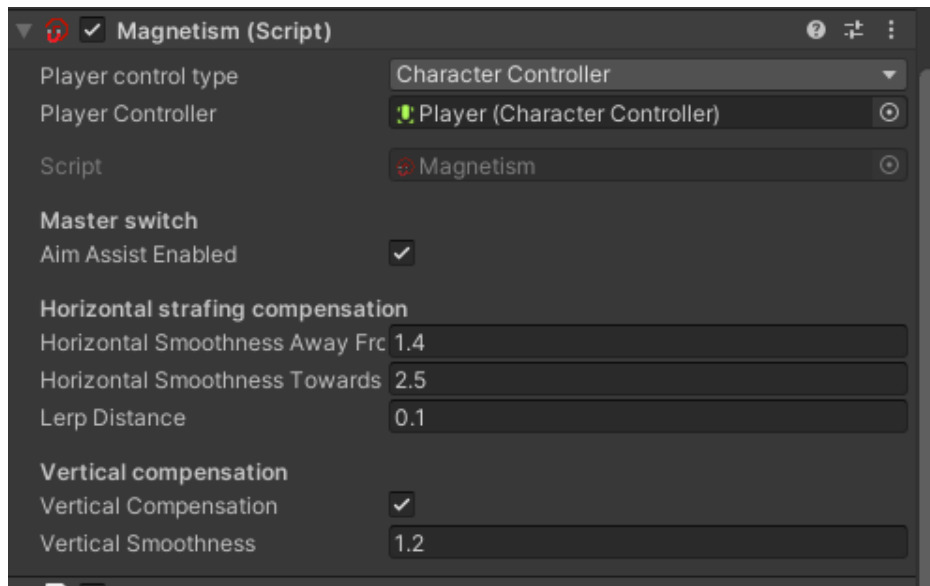 Magnetism (Script)
Player control type Character Controller
Player Controller Player (Character Controller)
Script Magnetism
Master switch
Aim Assist Enabled
Horizontal strafing compensation
Horizontal Smoothness Away Frc 1.4
Horizontal Smoothness Towards 2.5
Lerp Distance 0.1
Vertical compensation
Vertical Compensation
Vertical Smoothness 1.2